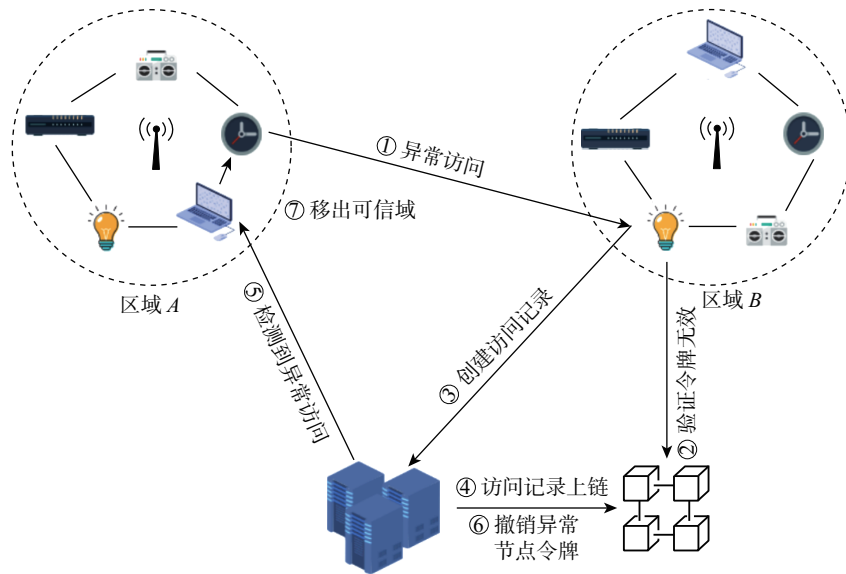 ① 异常访问
⑦ 移出可信域
区域 A
区域 B
⑤ 检测到异常访问
③ 创建访问记录
② 验证令牌无效
④ 访问记录上链
⑥ 撤销异常
节点令牌